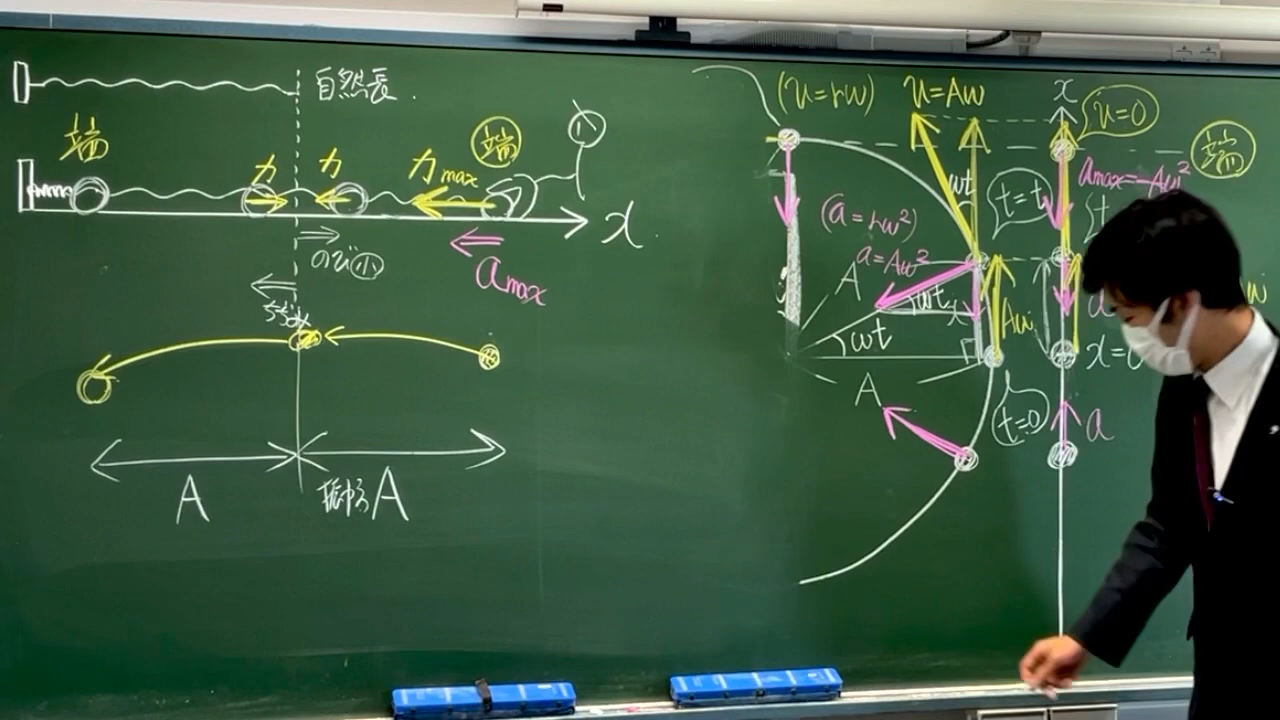 自然長.
端
力
力
力max
端
x
のび小
amax
ちぢみ
A
振幅A
(v=rω)
v=Aω
x
v=0
端
amax=-Aω²
ωt
t=t
(a=rω²)
a=Aω²
A
ωt
x
Aω
a
ωt
x=0
A
t=0
a